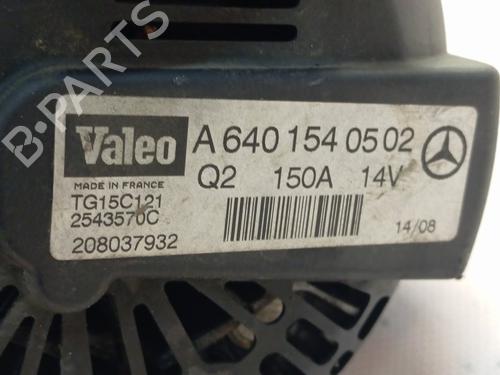 B-PARTS
Valeo
A 640 154 05 02
MADE IN FRANCE
Q2 150A 14V
TG15C121
2543570C
208037932
14/08